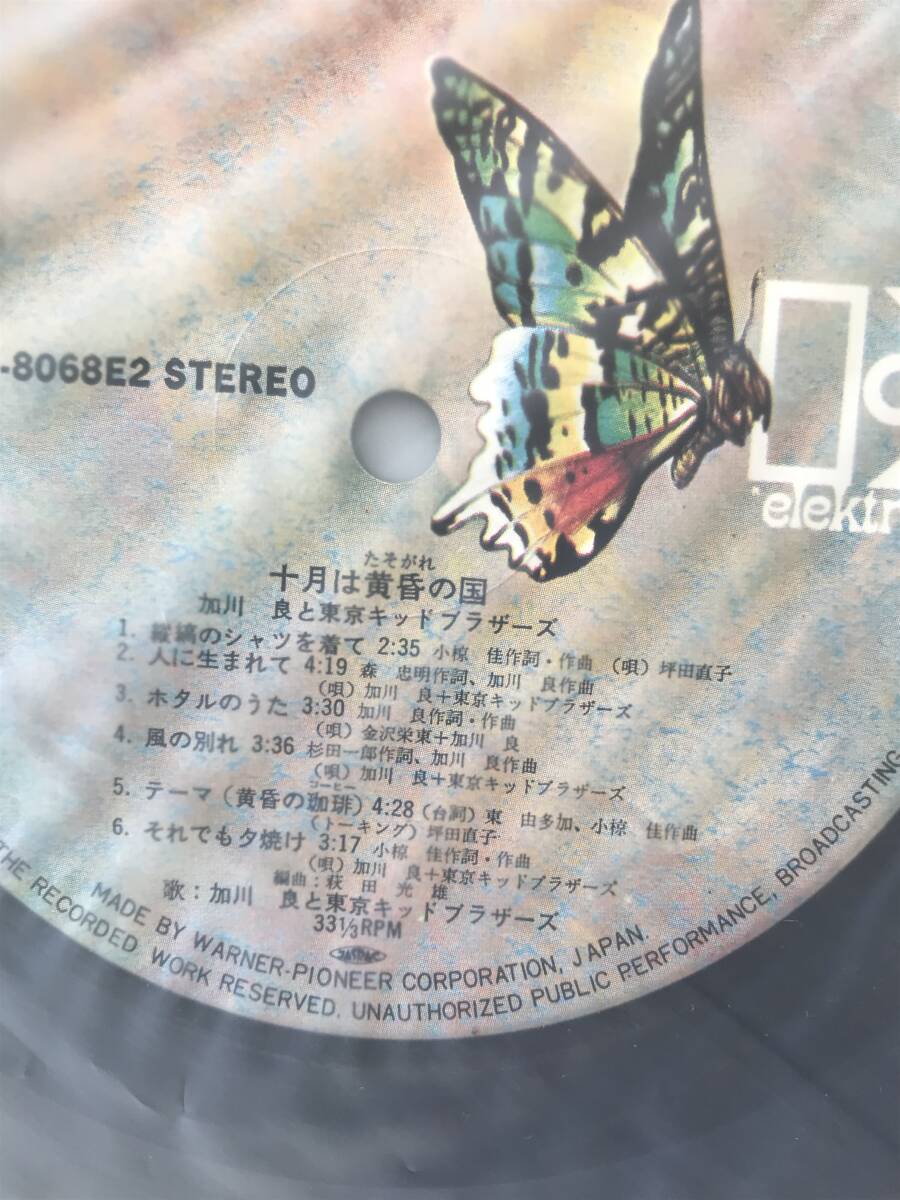 -8068E2 STEREO
elektr
たそがれ
十月は黄昏の国
加川 良と東京キッドブラザーズ
1. 縦縞のシャツを着て 2:35 小椋 佳作詞・作曲 (唄) 坪田直子
2. 人に生まれて 4:19 森 忠明作詞、加川 良作曲
(唄) 加川 良+東京キッドブラザーズ
3. ホタルのうた 3:30 加川 良作詞・作曲
(唄) 金沢栄東+加川 良
4. 風の別れ 3:36 杉田一郎作詞、加川 良作曲
(唄) 加川 良+東京キッドブラザーズ
コーヒー
5. テーマ (黄昏の珈琲) 4:28 (台詞) 東 由多加、小椋 佳作曲
(トーキング) 坪田直子
6. それでも夕焼け 3:17 小椋 佳作詞・作曲
(唄) 加川 良+東京キッドブラザーズ
編曲: 萩田光雄
歌: 加川 良と東京キッドブラザーズ
33 1/3 RPM
JASRAC
MADE BY WARNER-PIONEER CORPORATION, JAPAN.
THE RECORDED WORK RESERVED. UNAUTHORIZED PUBLIC PERFORMANCE, BROADCASTING